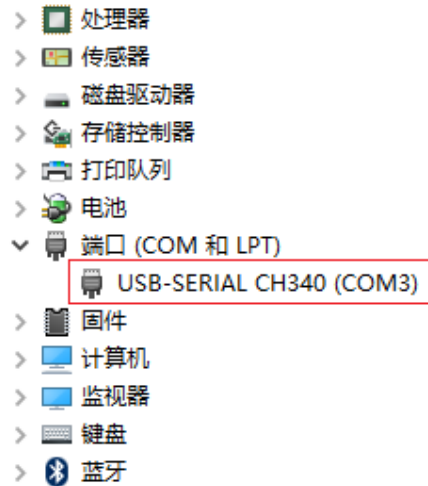 处理器
传感器
磁盘驱动器
存储控制器
打印队列
电池
端口 (COM 和 LPT)
USB-SERIAL CH340 (COM3)
固件
计算机
监视器
键盘
蓝牙